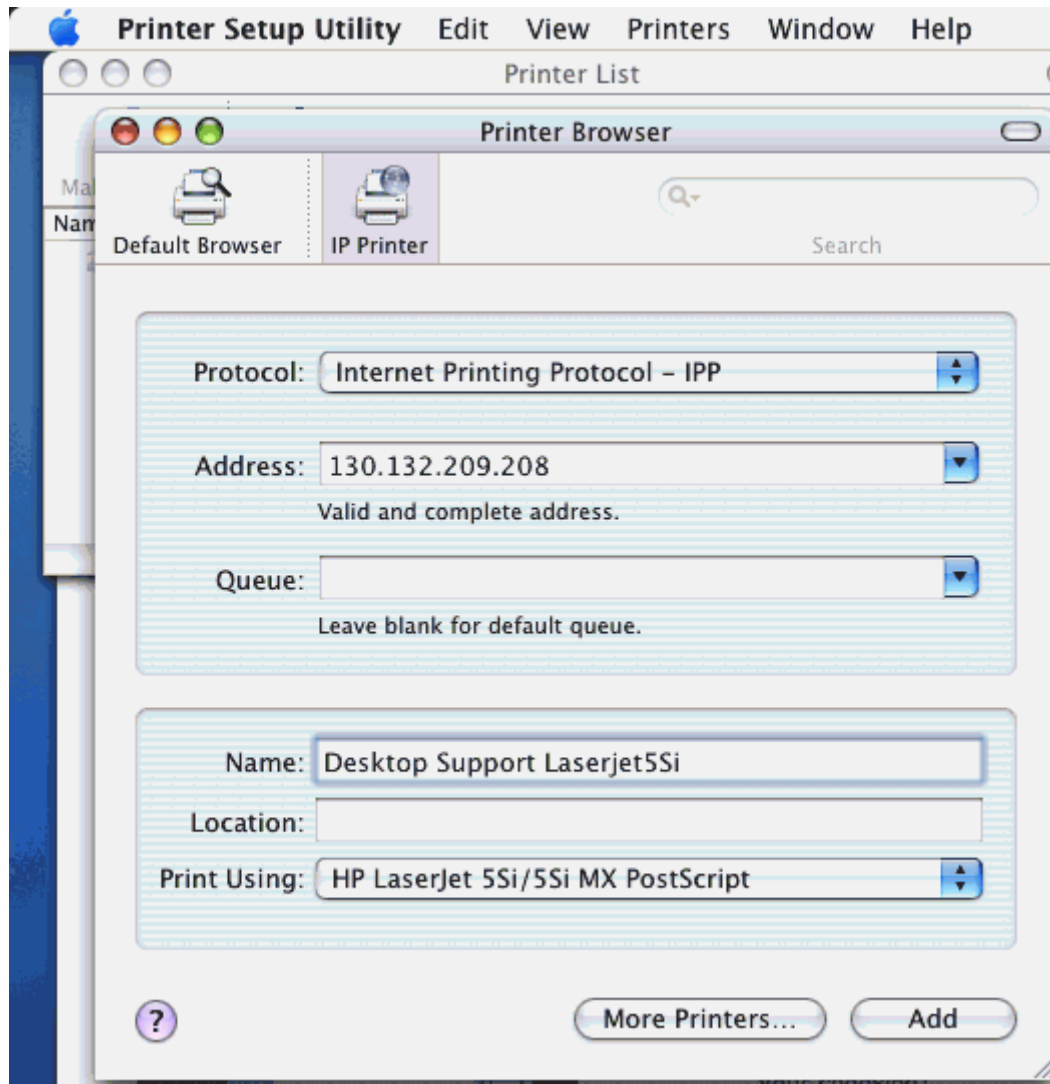 Printer Setup Utility Edit View Printers Window Help
Printer List
Printer Browser
Nam
Default Browser IP Printer Search
Protocol: Internet Printing Protocol – IPP
Address: 130.132.209.208
Valid and complete address.
Queue:
Leave blank for default queue.
Name: Desktop Support Laserjet5Si
Location:
Print Using: HP LaserJet 5Si/5Si MX PostScript
? More Printers... Add